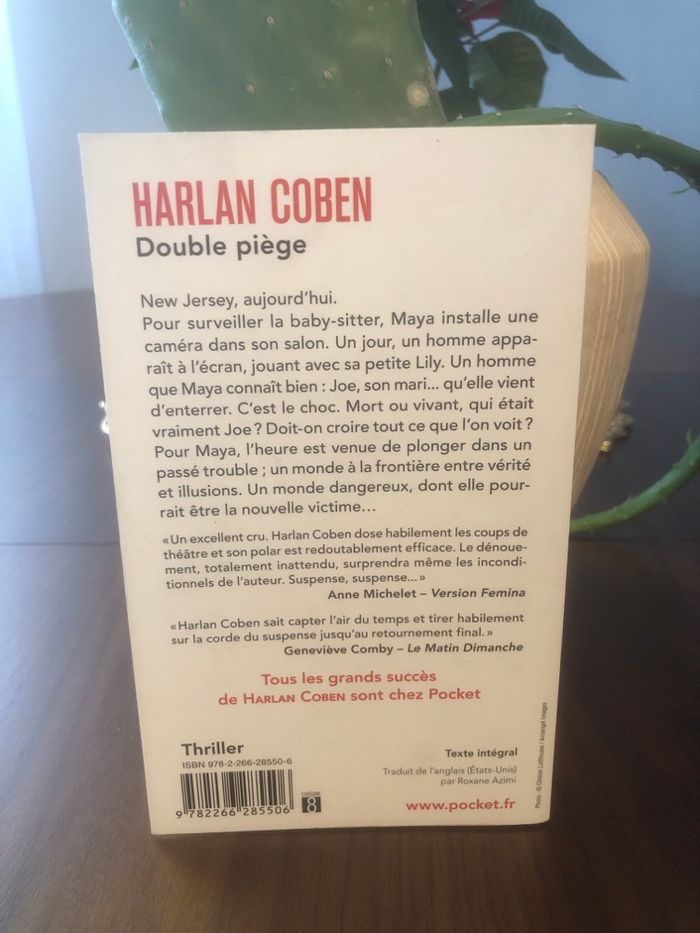 HARLAN COBEN
Double piège
New Jersey, aujourd'hui.
Pour surveiller la baby-sitter, Maya installe une
caméra dans son salon. Un jour, un homme appa-
raît à l'écran, jouant avec sa petite Lily. Un homme
que Maya connaît bien : Joe, son mari... qu'elle vient
d'enterrer. C'est le choc. Mort ou vivant, qui était
vraiment Joe ? Doit-on croire tout ce que l'on voit ?
Pour Maya, l'heure est venue de plonger dans un
passé trouble ; un monde à la frontière entre vérité
et illusions. Un monde dangereux, dont elle pour-
rait être la nouvelle victime...
« Un excellent cru. Harlan Coben dose habilement les coups de
théâtre et son polar est redoutablement efficace. Le dénoue-
ment, totalement inattendu, surprendra même les incondi-
tionnels de l'auteur. Suspense, suspense... »
Anne Michelet – Version Femina
« Harlan Coben sait capter l'air du temps et tirer habilement
sur la corde du suspense jusqu'au retournement final. »
Geneviève Comby – Le Matin Dimanche
Tous les grands succès
de HARLAN COBEN sont chez Pocket
Thriller
ISBN 978-2-266-28550-6
9 782266 285506
CATÉGORIE
8
Texte intégral
Traduit de l'anglais (États-Unis)
par Roxane Azimi
www.pocket.fr
Photo : © Clinton Lofthouse / Arcangel Images